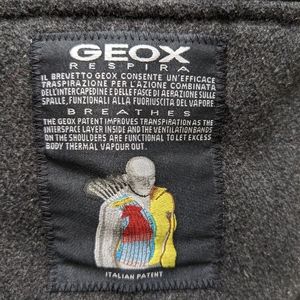 GEOX
RESPIRA
IL BREVETTO GEOX CONSENTE UN'EFFICACE
TRASPIRAZIONE PER L'AZIONE COMBINATA
DELL'INTERCAPEDINE E DELLE FASCE DI AERAZIONE SULLE
SPALLE, FUNZIONALI ALLA FUORIUSCITA DEL VAPORE.
BREATHES
THE GEOX PATENT IMPROVES TRANSPIRATION AS THE
INTERSPACE LAYER INSIDE AND THE VENTILATION BANDS
ON THE SHOULDERS ARE FUNCTIONAL TO LET EXCESS
BODY THERMAL VAPOUR OUT.
ITALIAN PATENT